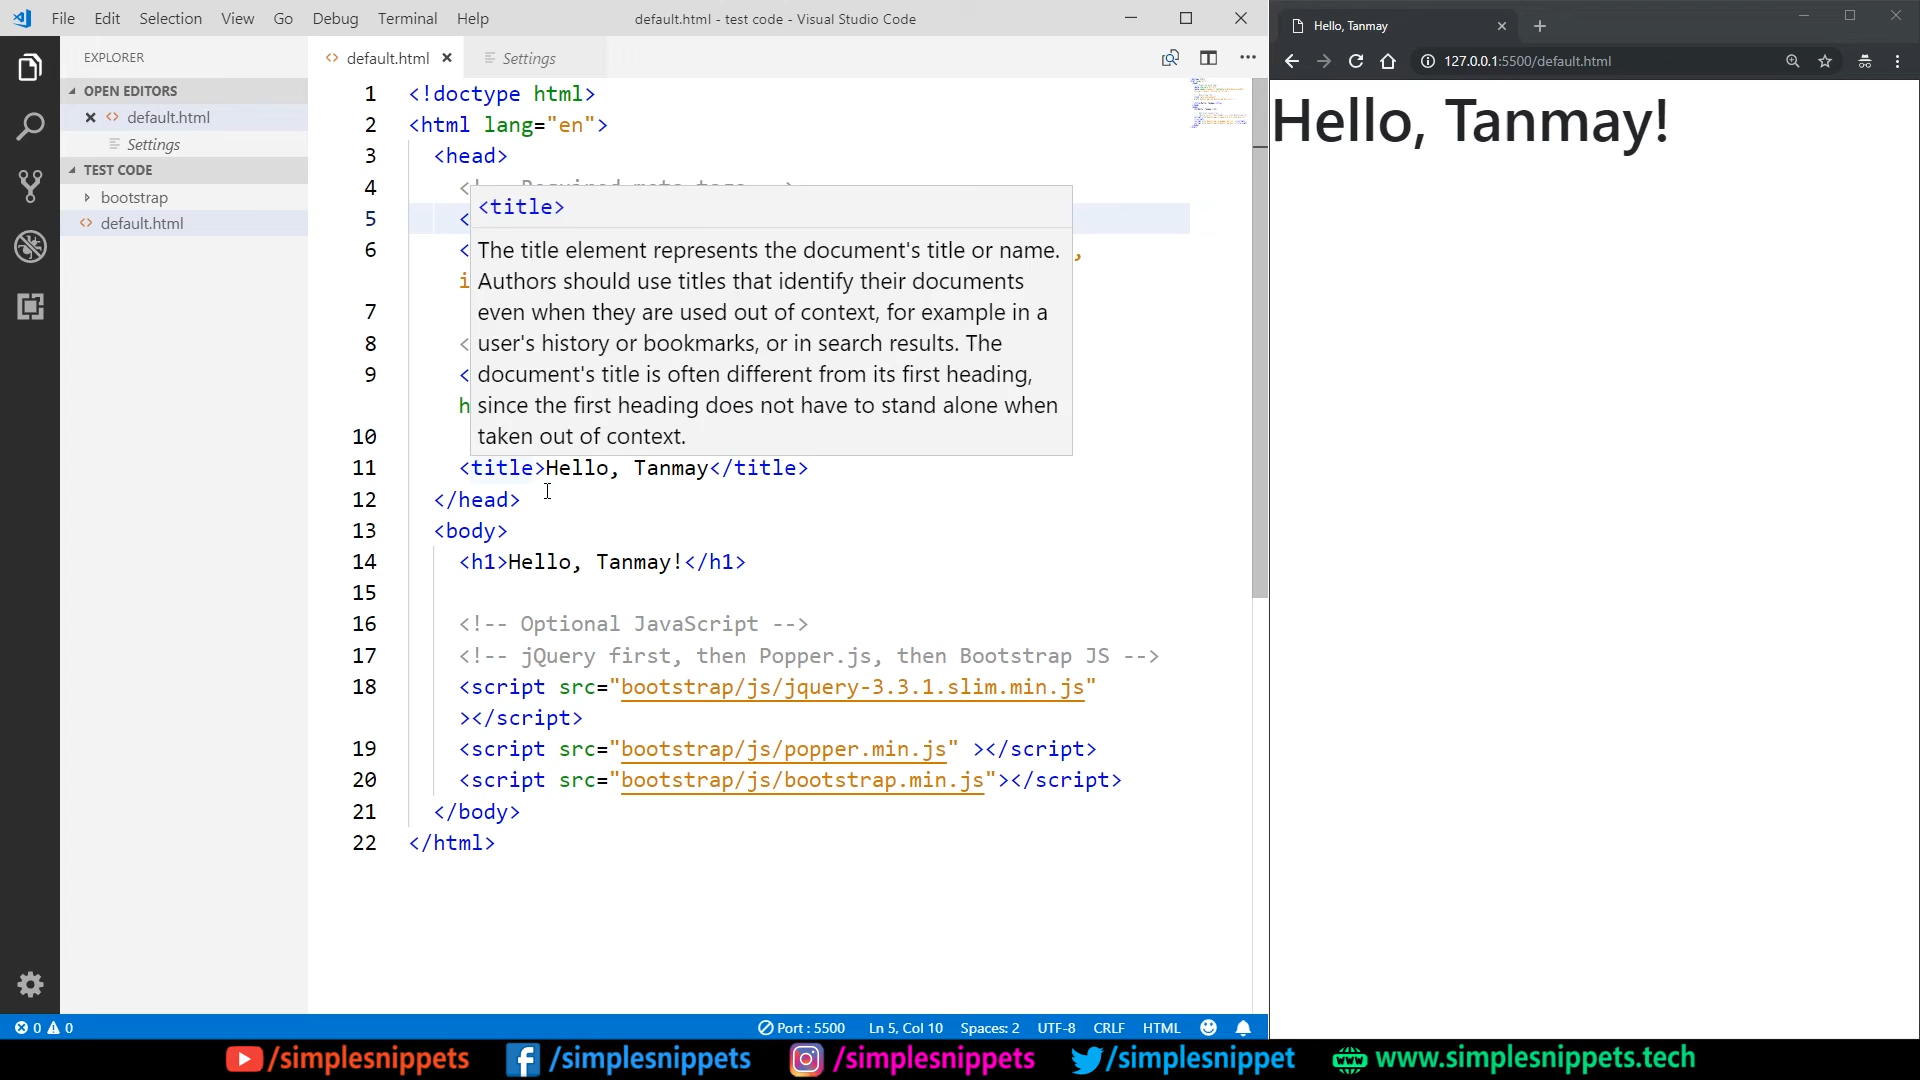 File Edit Selection View Go Debug Terminal Help
default.html - test code - Visual Studio Code
EXPLORER
OPEN EDITORS
default.html
Settings
TEST CODE
bootstrap
default.html
default.html
Settings
1 <!doctype html>
2 <html lang="en">
3 <head>
4
5 <
6 <
i
7
8 <
9 <
h
<title>
The title element represents the document's title or name.
Authors should use titles that identify their documents
even when they are used out of context, for example in a
user's history or bookmarks, or in search results. The
document's title is often different from its first heading,
since the first heading does not have to stand alone when
taken out of context.
10
11 <title>Hello, Tanmay</title>
12 </head>
13 <body>
14 <h1>Hello, Tanmay!</h1>
15
16 <!-- Optional JavaScript -->
17 <!-- jQuery first, then Popper.js, then Bootstrap JS -->
18 <script src="bootstrap/js/jquery-3.3.1.slim.min.js"
></script>
19 <script src="bootstrap/js/popper.min.js" ></script>
20 <script src="bootstrap/js/bootstrap.min.js"></script>
21 </body>
22 </html>
0 0
Port : 5500 Ln 5, Col 10 Spaces: 2 UTF-8 CRLF HTML
Hello, Tanmay
127.0.0.1:5500/default.html
Hello, Tanmay!
/simplesnippets /simplesnippets /simplesnippets /simplesnippet www.simplesnippets.tech